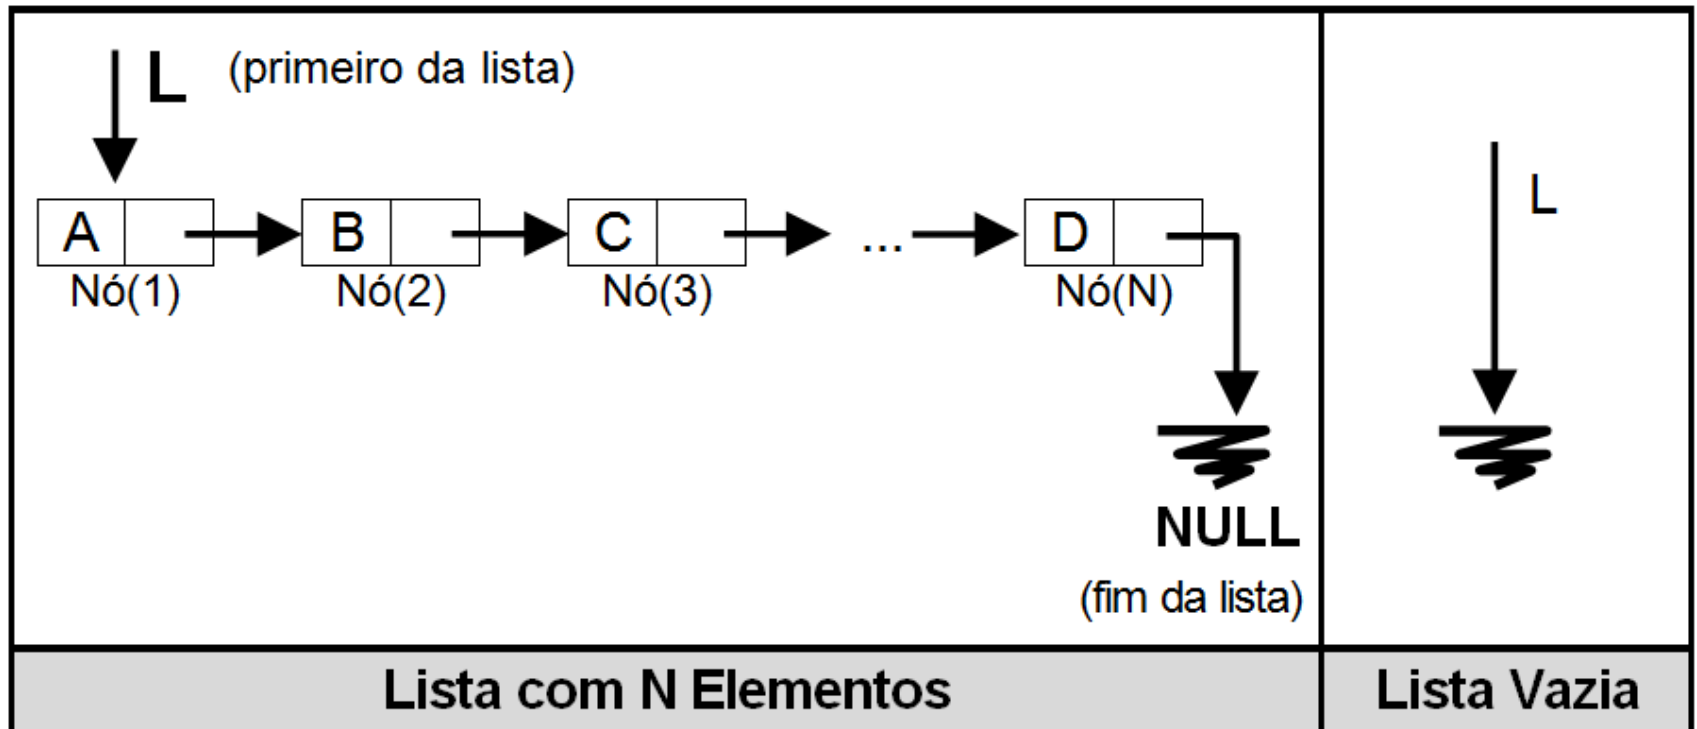 L (primeiro da lista)
A B C ... D
Nó(1) Nó(2) Nó(3) Nó(N)
NULL
(fim da lista)
Lista com N Elementos
L
Lista Vazia